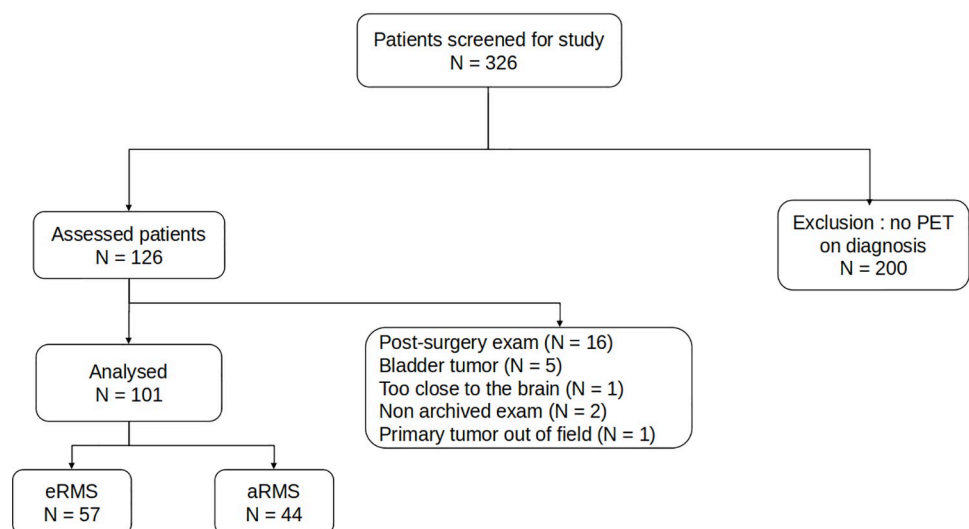 Patients screened for study
N = 326
Assessed patients
N = 126
Exclusion : no PET
on diagnosis
N = 200
Analysed
N = 101
Post-surgery exam (N = 16)
Bladder tumor (N = 5)
Too close to the brain (N = 1)
Non archived exam (N = 2)
Primary tumor out of field (N = 1)
eRMS
N = 57
aRMS
N = 44